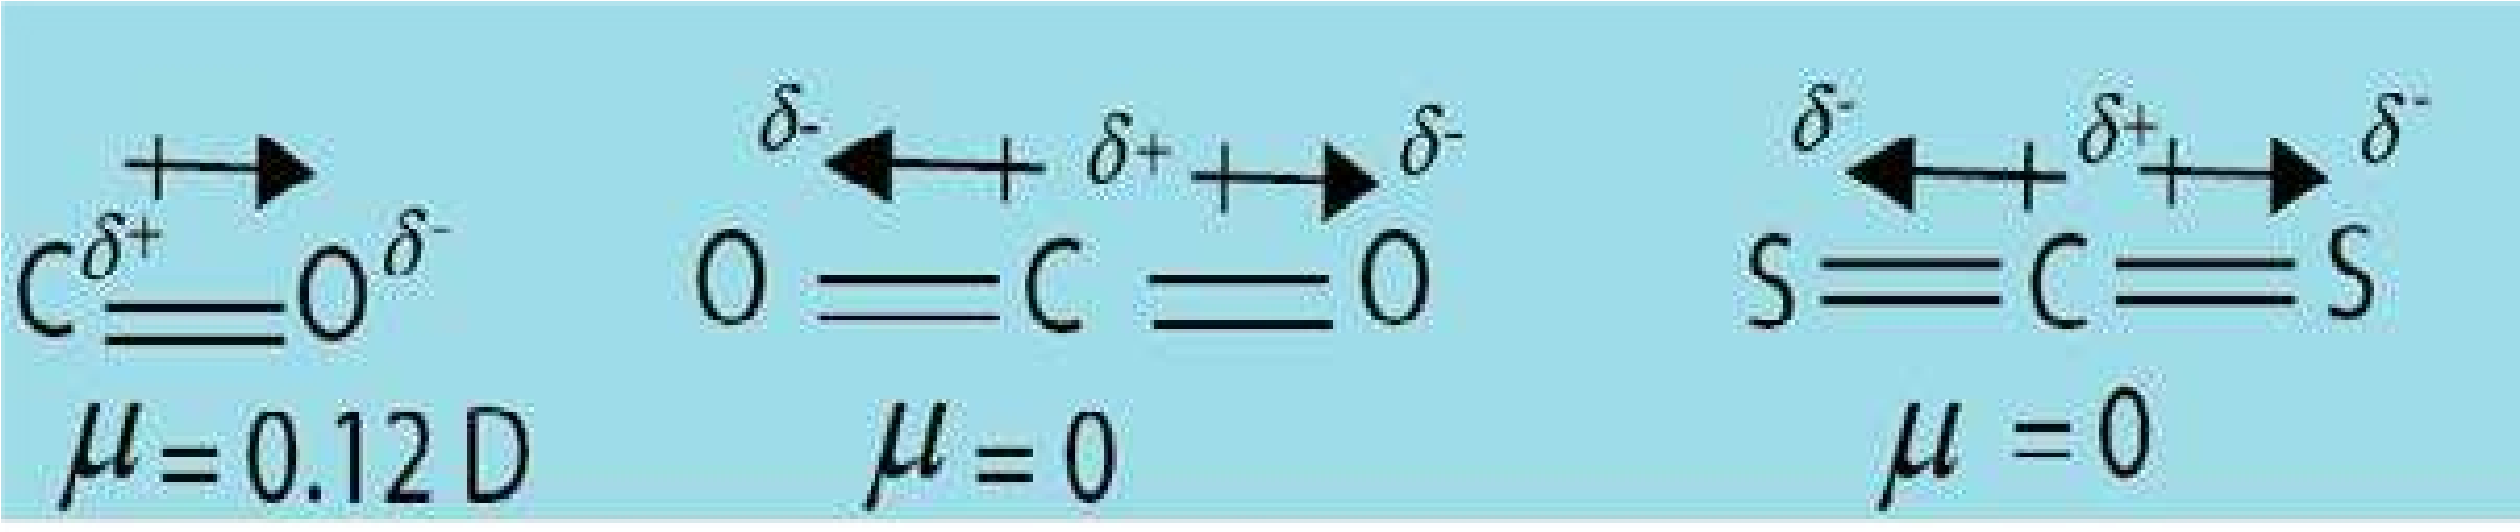 δ- δ+ δ- δ- δ+ δ-
Cδ+ Oδ- O C O S C S
μ = 0.12 D μ = 0 μ = 0